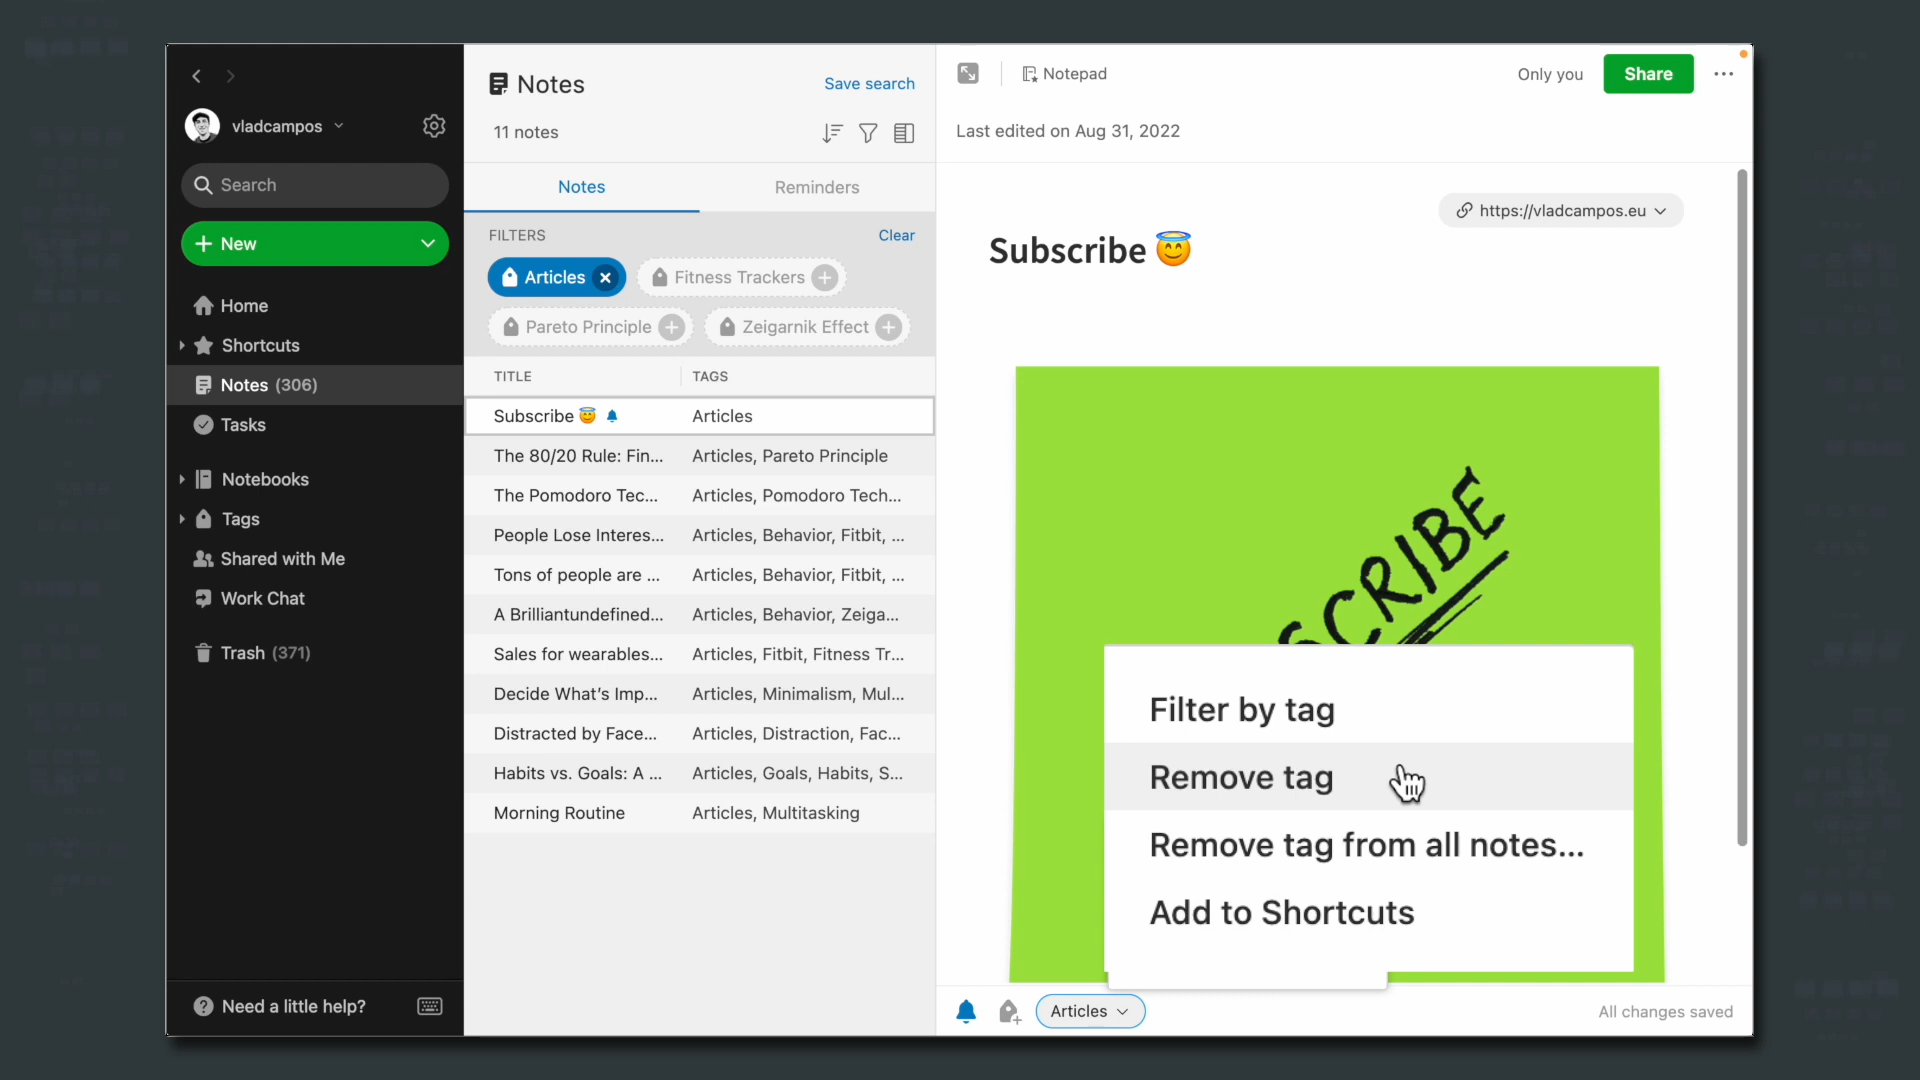 vladcampos
Search
New
Home
Shortcuts
Notes (306)
Tasks
Notebooks
Tags
Shared with Me
Work Chat
Trash (371)
Need a little help?
Notes
Save search
11 notes
Notes
Reminders
FILTERS
Clear
Articles
Fitness Trackers
Pareto Principle
Zeigarnik Effect
TITLE TAGS
Subscribe 😇 Articles
The 80/20 Rule: Fin... Articles, Pareto Principle
The Pomodoro Tec... Articles, Pomodoro Tech...
People Lose Interes... Articles, Behavior, Fitbit, ...
Tons of people are ... Articles, Behavior, Fitbit, ...
A Brilliantundefined... Articles, Behavior, Zeiga...
Sales for wearables... Articles, Fitbit, Fitness Tr...
Decide What's Imp... Articles, Minimalism, Mul...
Distracted by Face... Articles, Distraction, Fac...
Habits vs. Goals: A ... Articles, Goals, Habits, S...
Morning Routine Articles, Multitasking
Notepad
Only you
Share
Last edited on Aug 31, 2022
https://vladcampos.eu
Subscribe 😇
SCRIBE
Filter by tag
Remove tag
Remove tag from all notes...
Add to Shortcuts
Articles
All changes saved